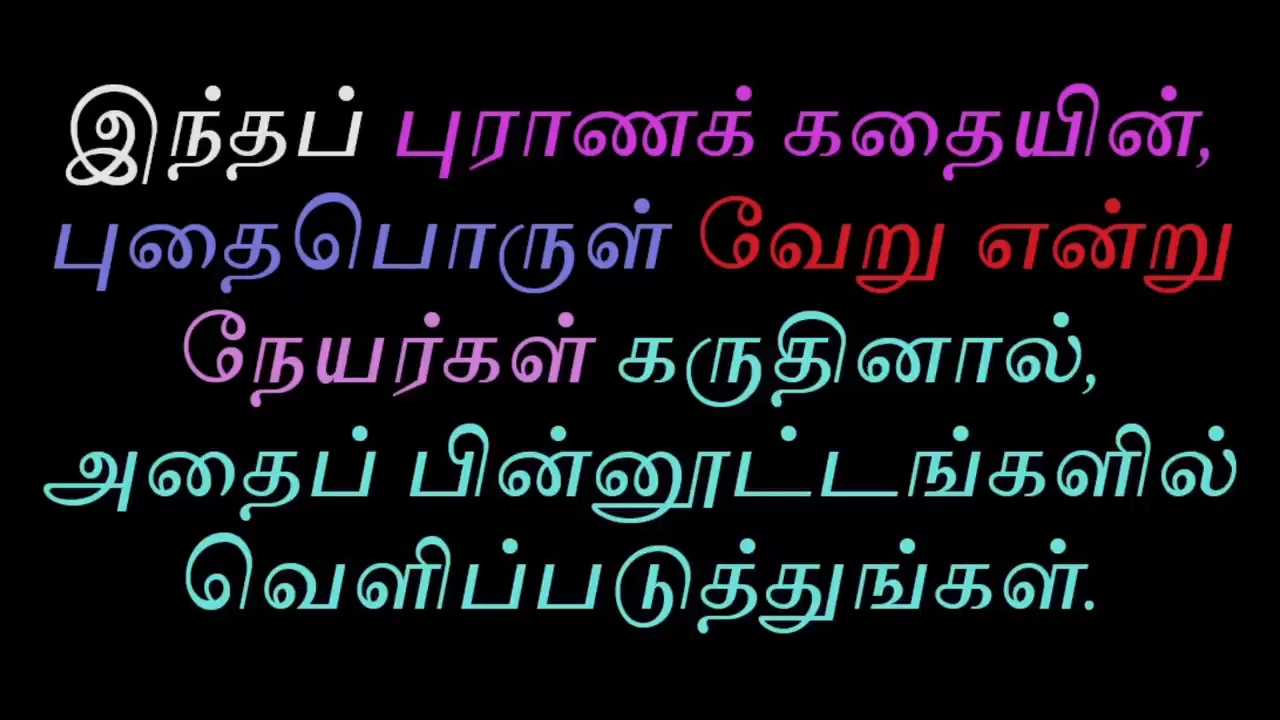 இந்தப் புராணக் கதையின்,
புதைபொருள் வேறு என்று
நேயர்கள் கருதினால்,
அதைப் பின்னூட்டங்களில்
வெளிப்படுத்துங்கள்.